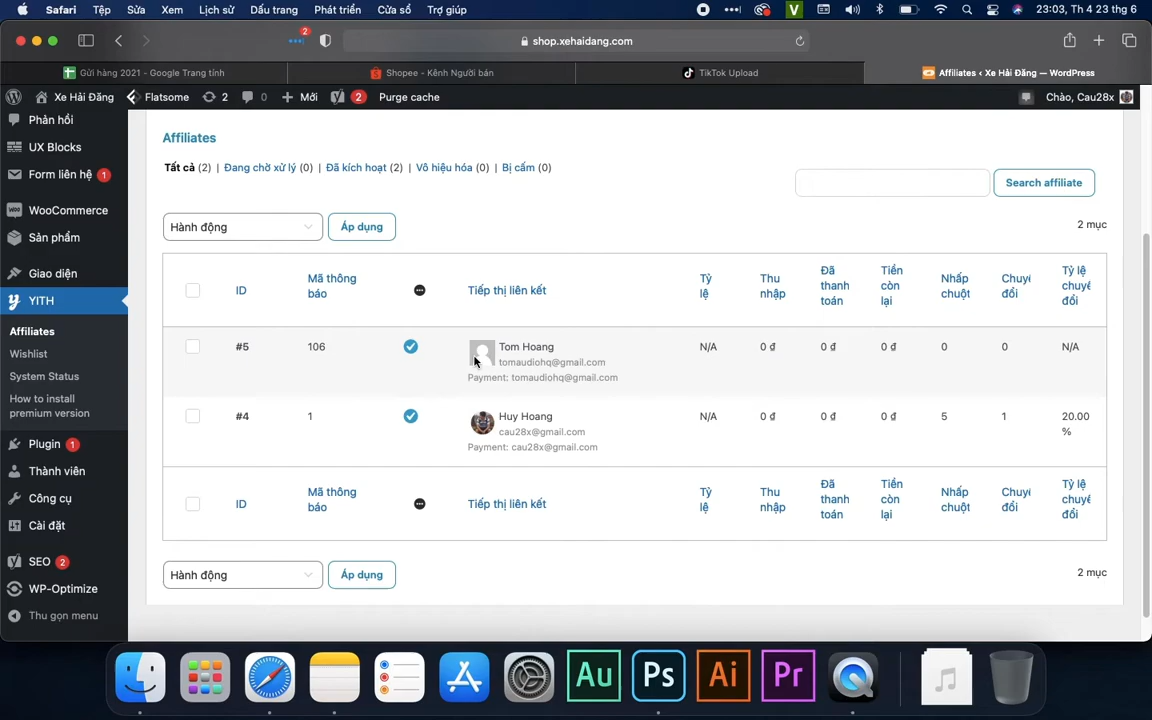 Safari Tệp Sửa Xem Lịch sử Dấu trang Phát triển Cửa sổ Trợ giúp V 23:03, Th 4 23 thg 6
2 shop.xehaidang.com
Gửi hàng 2021 - Google Trang tính Shopee - Kênh Người bán TikTok Upload Affiliates ‹ Xe Hải Đăng — WordPress
Xe Hải Đăng Flatsome 2 0 Mới 2 Purge cache Chào, Cau28x
Phản hồi
UX Blocks
Form liên hệ 1
WooCommerce
Sản phẩm
Giao diện
YITH
Affiliates
Wishlist
System Status
How to install
premium version
Plugin 1
Thành viên
Công cụ
Cài đặt
SEO 2
WP-Optimize
Thu gọn menu
Affiliates
Tất cả (2) | Đang chờ xử lý (0) | Đã kích hoạt (2) | Vô hiệu hóa (0) | Bị cấm (0)
Search affiliate
Hành động Áp dụng 2 mục
ID Mã thông báo Tiếp thị liên kết Tỷ lệ Thu nhập Đã thanh toán Tiền còn lại Nhấp chuột Chuyể đổi Tỷ lệ chuyể đổi
#5 106 Tom Hoang N/A 0 ₫ 0 ₫ 0 ₫ 0 0 N/A
tomaudiohq@gmail.com
Payment: tomaudiohq@gmail.com
#4 1 Huy Hoang N/A 0 ₫ 0 ₫ 0 ₫ 5 1 20.00 %
cau28x@gmail.com
Payment: cau28x@gmail.com
ID Mã thông báo Tiếp thị liên kết Tỷ lệ Thu nhập Đã thanh toán Tiền còn lại Nhấp chuột Chuyể đổi Tỷ lệ chuyể đổi
Hành động Áp dụng 2 mục
Au Ps Ai Pr